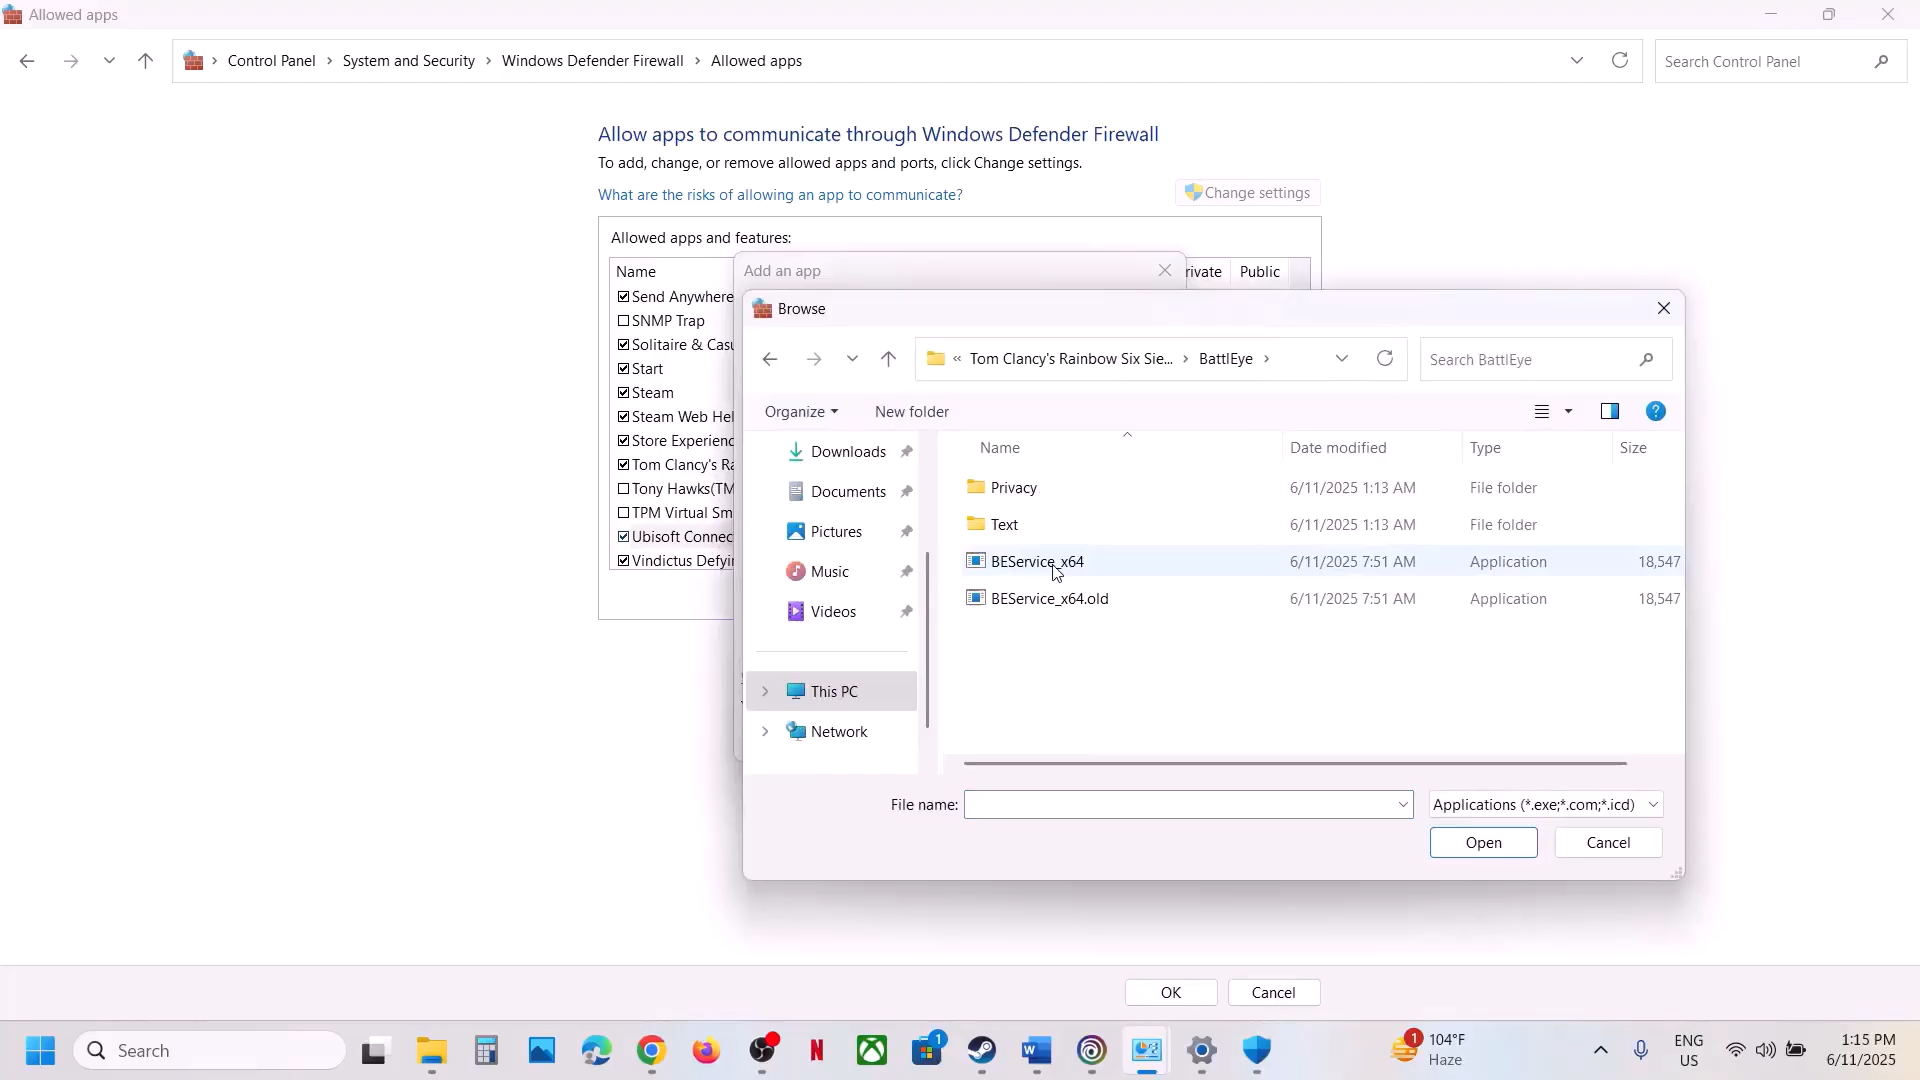 Allowed apps
Control Panel > System and Security > Windows Defender Firewall > Allowed apps
Search Control Panel
Allow apps to communicate through Windows Defender Firewall
To add, change, or remove allowed apps and ports, click Change settings.
What are the risks of allowing an app to communicate?
Change settings
Allowed apps and features:
Name
rivate
Public
Send Anywhere
SNMP Trap
Solitaire & Casu
Start
Steam
Steam Web Hel
Store Experienc
Tom Clancy's Ra
Tony Hawks(TM
TPM Virtual Sm
Ubisoft Connec
Vindictus Defyin
Add an app
Browse
« Tom Clancy's Rainbow Six Sie... > BattlEye >
Search BattlEye
Organize
New folder
Downloads
Documents
Pictures
Music
Videos
This PC
Network
Name Date modified Type Size
Privacy 6/11/2025 1:13 AM File folder
Text 6/11/2025 1:13 AM File folder
BEService_x64 6/11/2025 7:51 AM Application 18,547
BEService_x64.old 6/11/2025 7:51 AM Application 18,547
File name:
Applications (*.exe;*.com;*.icd)
Open
Cancel
OK
Cancel
Search
1
1
104°F
Haze
ENG
US
1:15 PM
6/11/2025